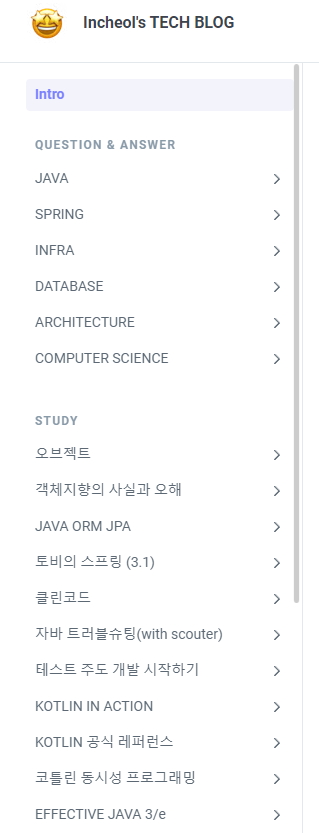 Incheol's TECH BLOG
Intro
QUESTION & ANSWER
JAVA
SPRING
INFRA
DATABASE
ARCHITECTURE
COMPUTER SCIENCE
STUDY
오브젝트
객체지향의 사실과 오해
JAVA ORM JPA
토비의 스프링 (3.1)
클린코드
자바 트러블슈팅(with scouter)
테스트 주도 개발 시작하기
KOTLIN IN ACTION
KOTLIN 공식 레퍼런스
코틀린 동시성 프로그래밍
EFFECTIVE JAVA 3/e